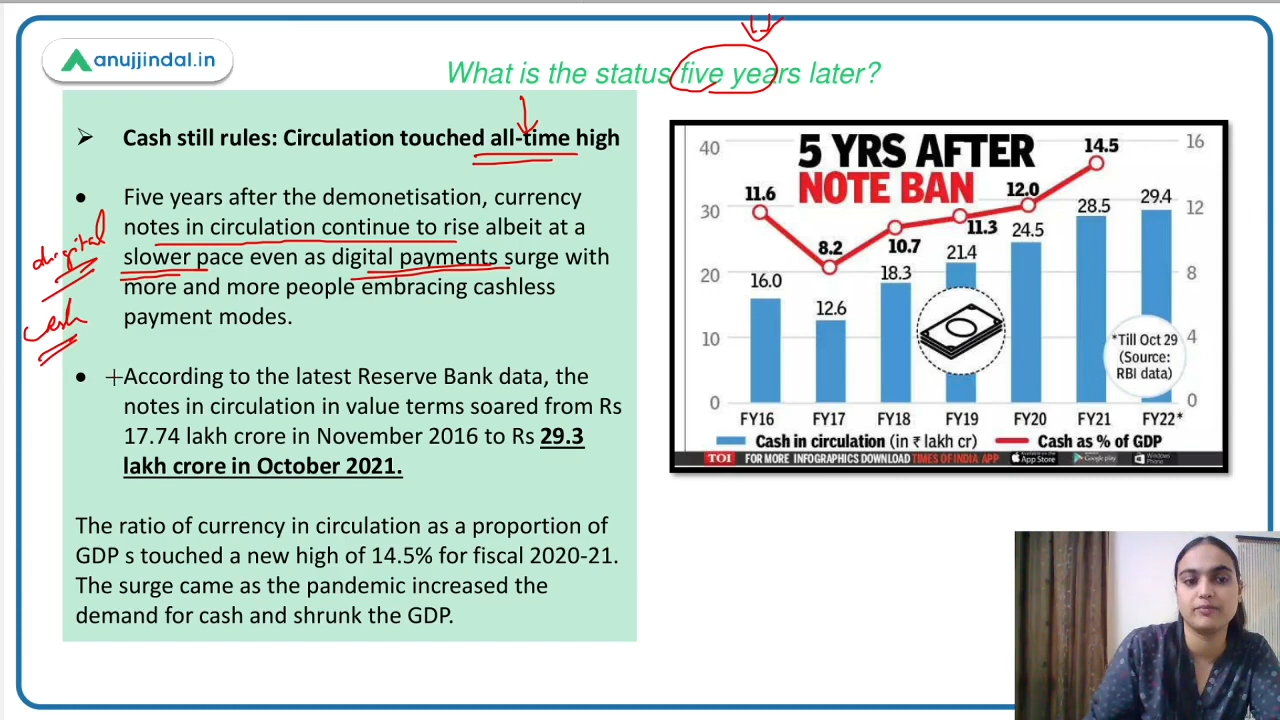 anujjindal.in
What is the status five years later?
Cash still rules: Circulation touched all-time high
Five years after the demonetisation, currency
notes in circulation continue to rise albeit at a
slower pace even as digital payments surge with
more and more people embracing cashless
payment modes.
digital
cash
According to the latest Reserve Bank data, the
notes in circulation in value terms soared from Rs
17.74 lakh crore in November 2016 to Rs 29.3
lakh crore in October 2021.
The ratio of currency in circulation as a proportion of
GDP s touched a new high of 14.5% for fiscal 2020-21.
The surge came as the pandemic increased the
demand for cash and shrunk the GDP.
5 YRS AFTER
NOTE BAN
40
30
20
10
0
16
12
8
4
0
11.6
8.2
10.7
11.3
12.0
14.5
16.0
12.6
18.3
21.4
24.5
28.5
29.4
*Till Oct 29
(Source:
RBI data)
FY16 FY17 FY18 FY19 FY20 FY21 FY22*
Cash in circulation (in ₹ lakh cr) Cash as % of GDP
TOI FOR MORE INFOGRAPHICS DOWNLOAD TIMES OF INDIA APP
App Store
Google play
Windows
Phone